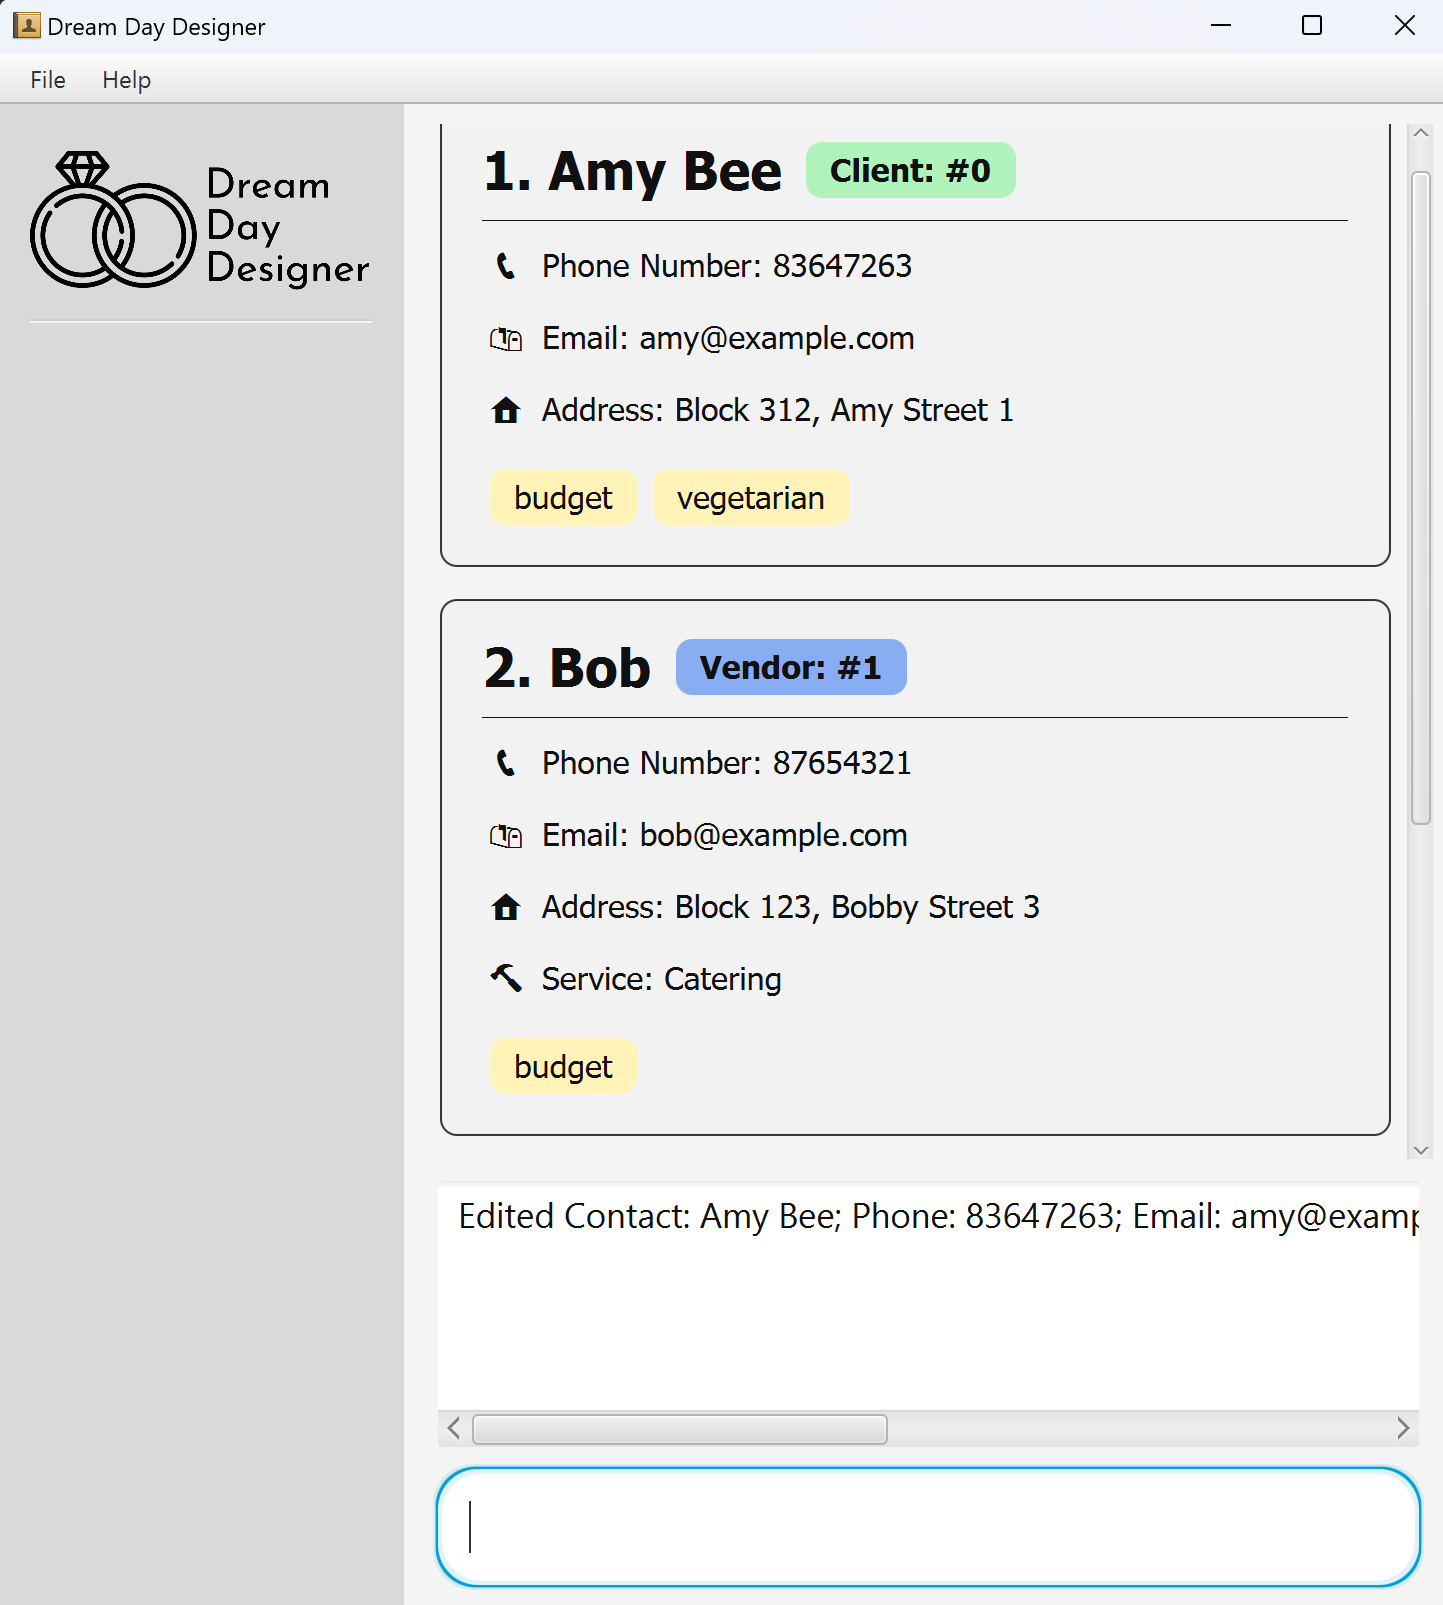 Dream Day Designer
File Help
Dream
Day
Designer
1. Amy Bee Client: #0
Phone Number: 83647263
Email: amy@example.com
Address: Block 312, Amy Street 1
budget vegetarian
2. Bob Vendor: #1
Phone Number: 87654321
Email: bob@example.com
Address: Block 123, Bobby Street 3
Service: Catering
budget
Edited Contact: Amy Bee; Phone: 83647263; Email: amy@examp